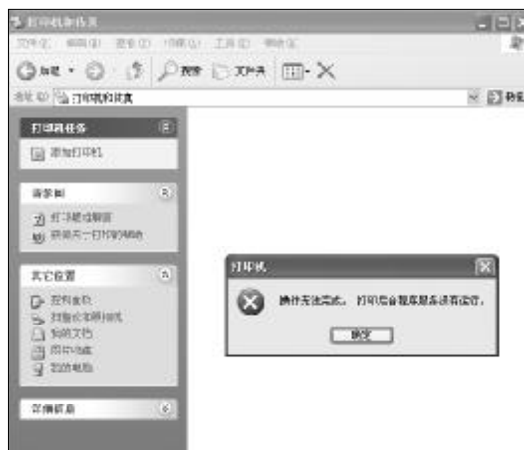 打印机和传真
文件(F) 编辑(E) 查看(V) 收藏(A) 工具(T) 帮助(H)
后退 搜索 文件夹
地址(D) 打印机和传真 转到
打印机任务
添加打印机
请参阅
打印疑难解答
获得关于打印的帮助
其它位置
控制面板
扫描仪和照相机
我的文档
图片收藏
我的电脑
详细信息
打印机
操作无法完成。 打印后台程序服务没有运行。
确定